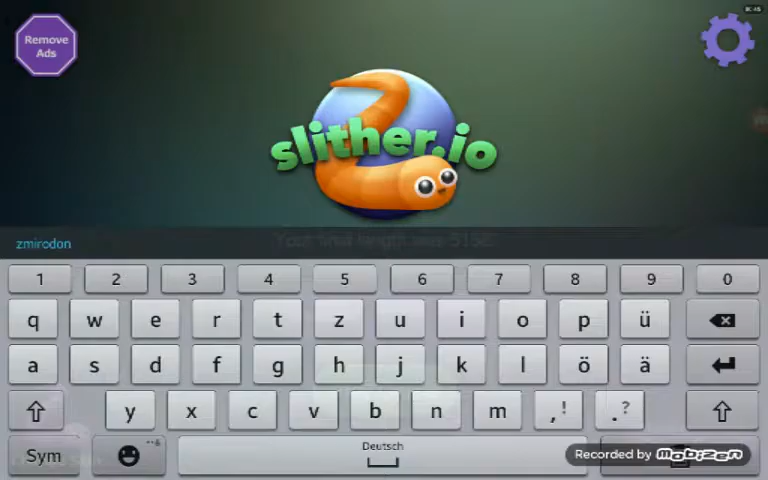 Remove
Ads
slither.io
zmirodon
1 2 3 4 5 6 7 8 9 0
q w e r t z u i o p ü
a s d f g h j k l ö ä
y x c v b n m ,! .?
Sym Deutsch Recorded by mobizen